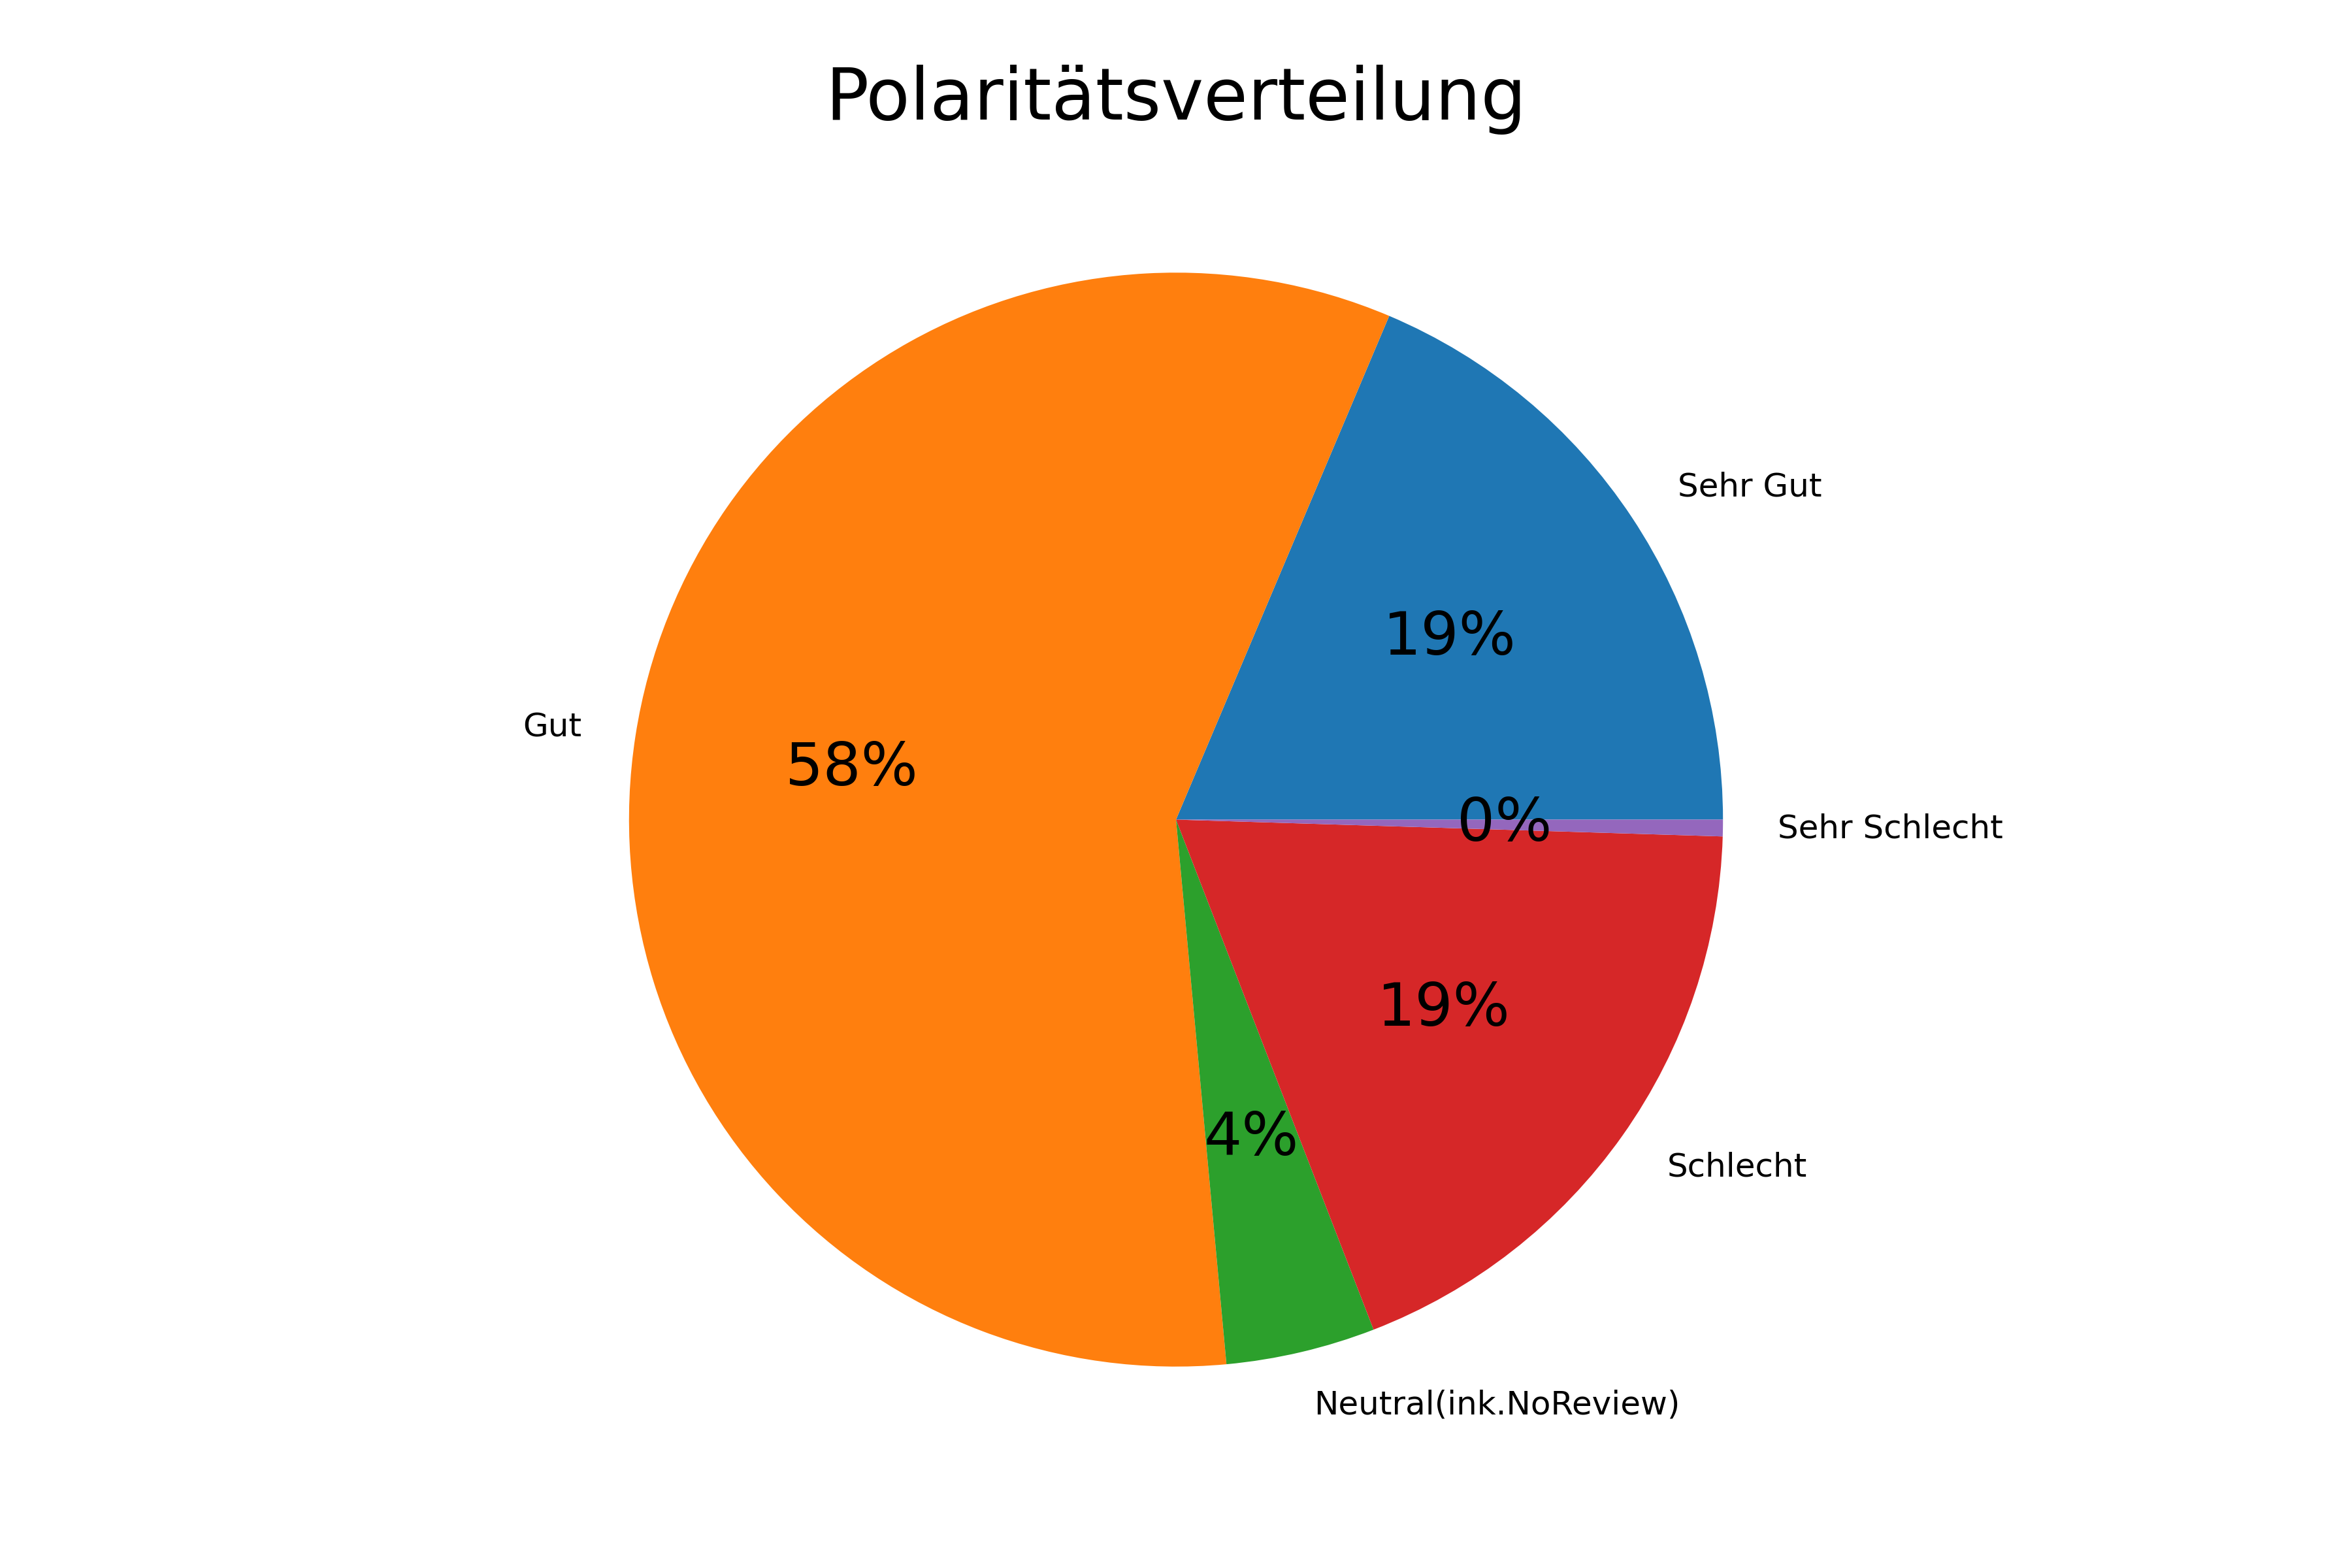 Polaritätsverteilung
Sehr Gut
19%
Gut
58%
0%
Sehr Schlecht
19%
Schlecht
4%
Neutral(ink.NoReview)